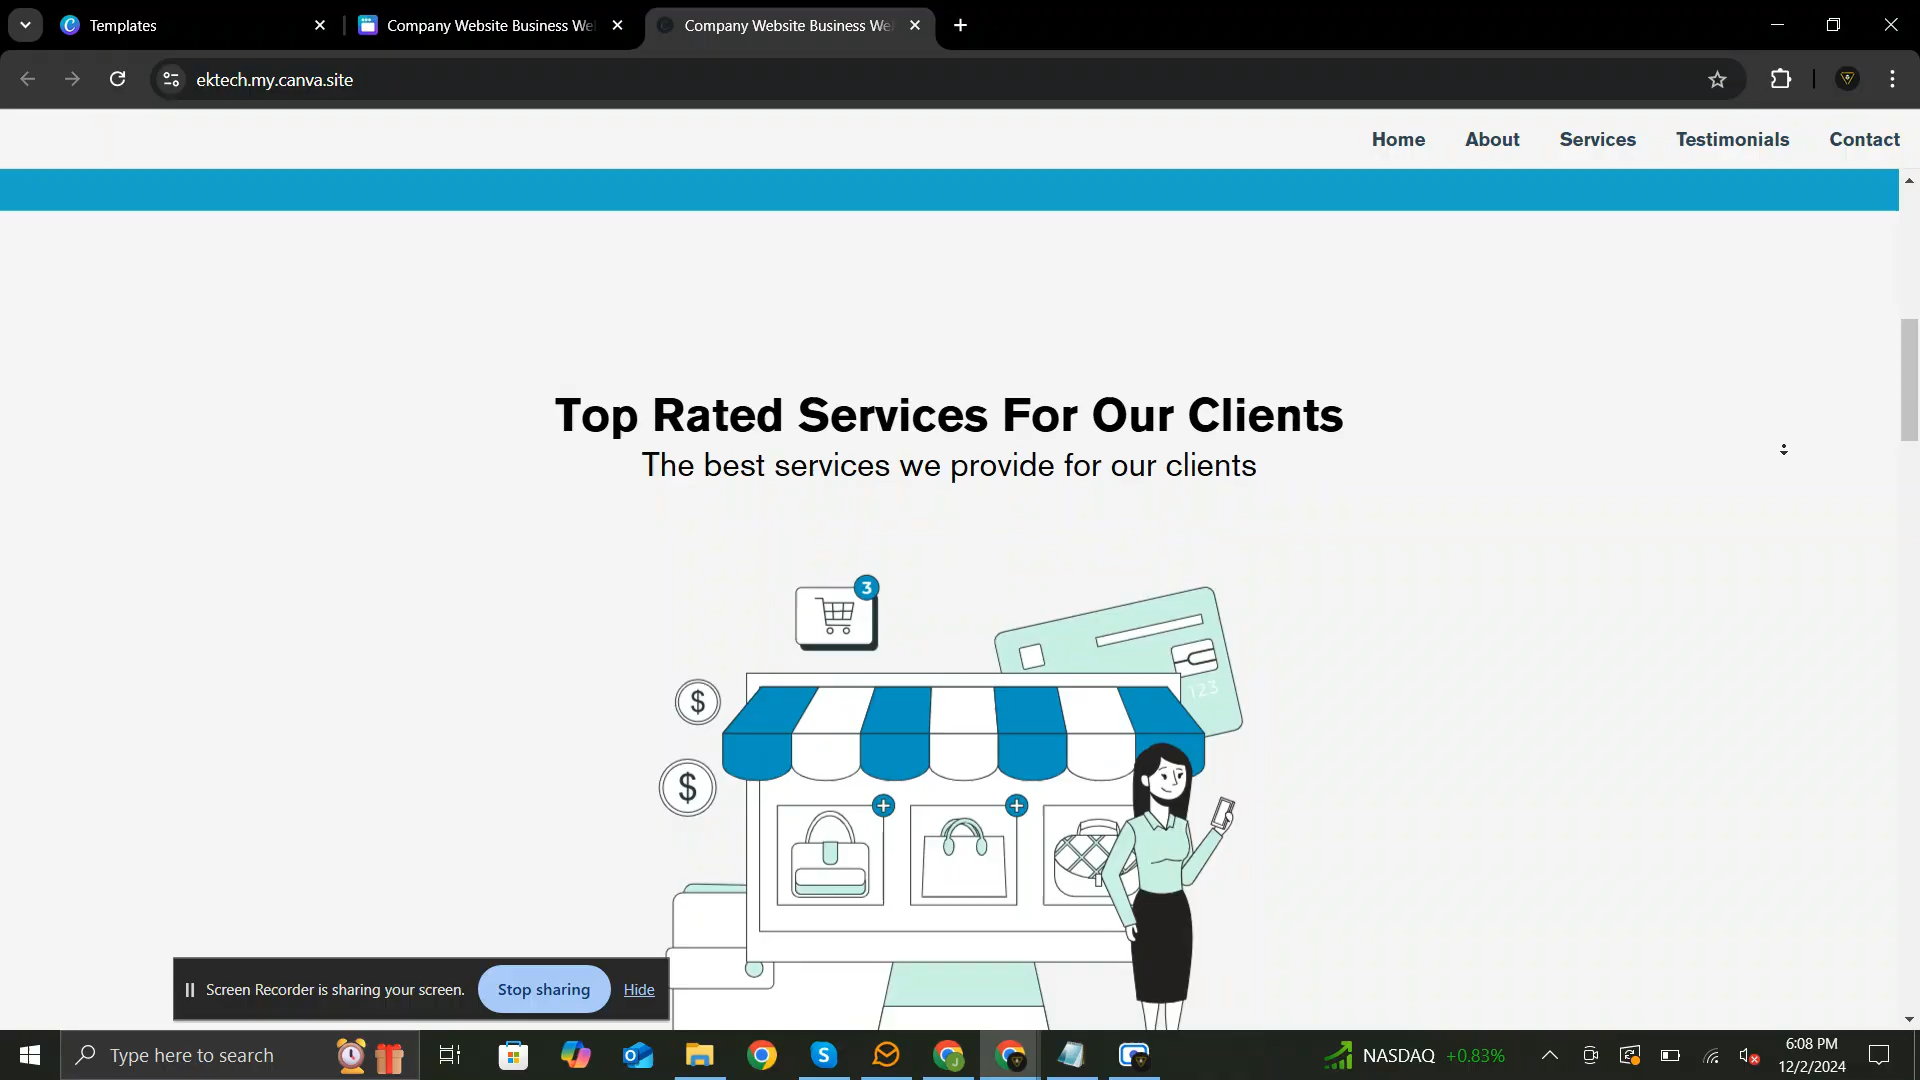 Templates
Company Website Business We
Company Website Business We
ektech.my.canva.site
Home
About
Services
Testimonials
Contact
Top Rated Services For Our Clients
The best services we provide for our clients
3
123
$
$
Screen Recorder is sharing your screen.
Stop sharing
Hide
Type here to search
NASDAQ +0.83%
6:08 PM
12/2/2024